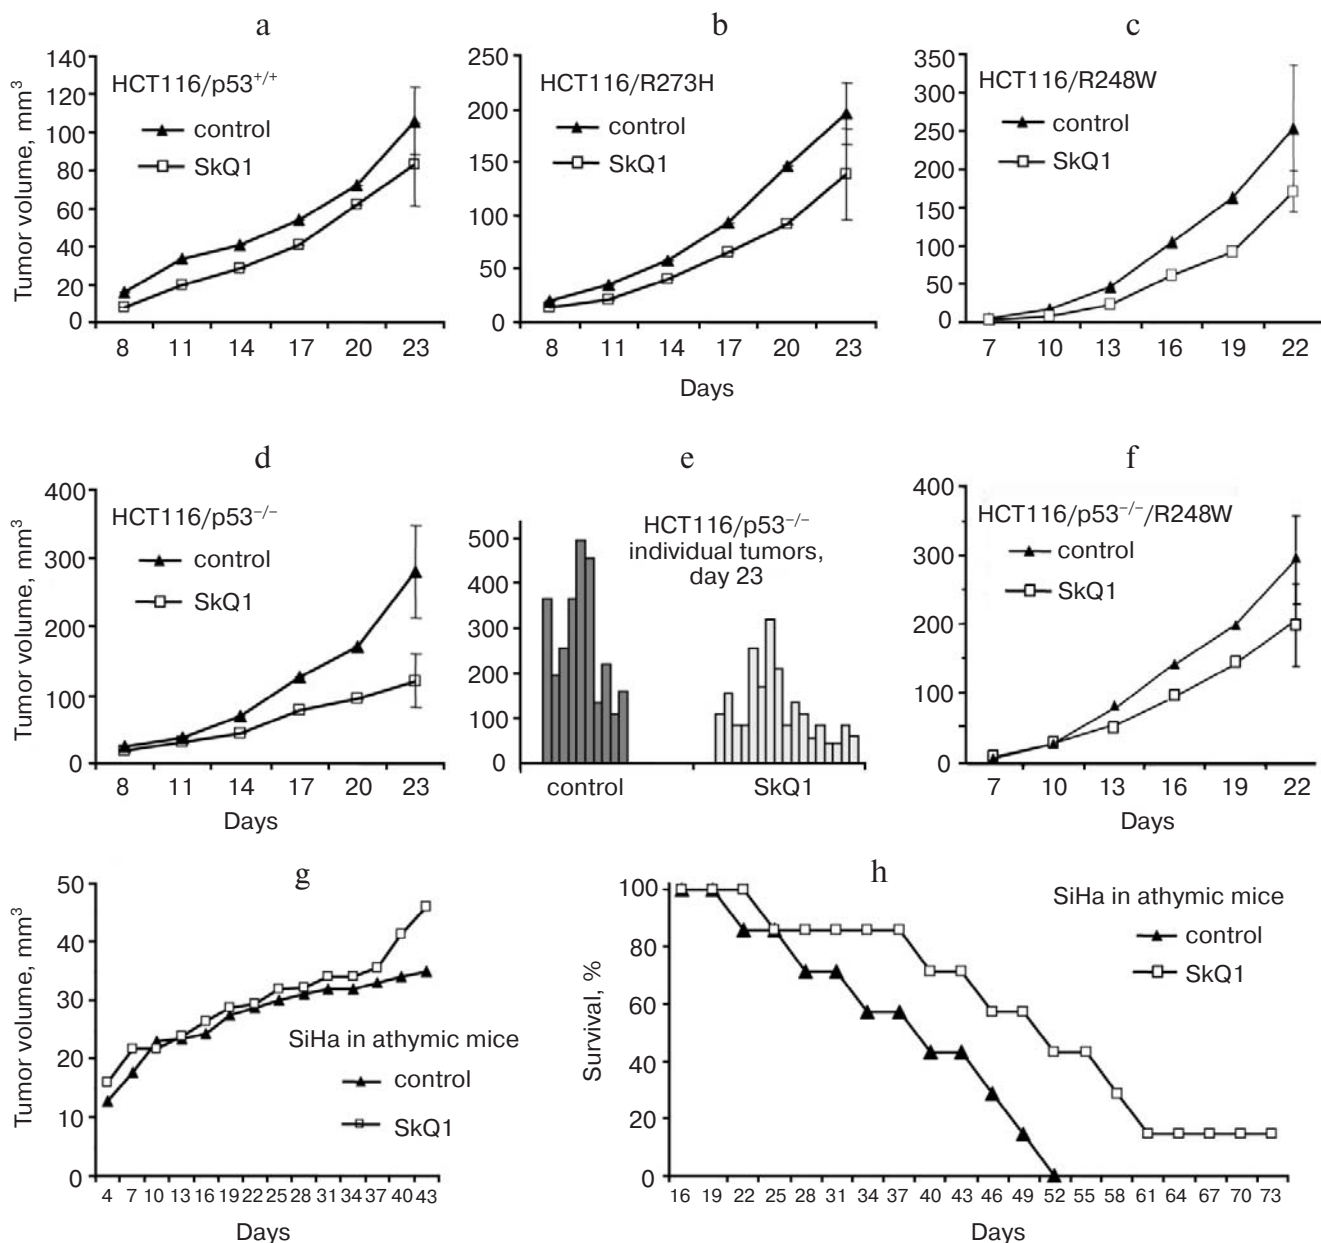 a
Tumor volume, mm³
140
120
100
80
60
40
20
0
HCT116/p53⁺/⁺
control
SkQ1
8 11 14 17 20 23
b
250
200
150
100
50
0
HCT116/R273H
control
SkQ1
8 11 14 17 20 23
Days
c
350
300
250
200
150
100
50
0
HCT116/R248W
control
SkQ1
7 10 13 16 19 22
d
Tumor volume, mm³
400
300
200
100
0
HCT116/p53⁻/⁻
control
SkQ1
8 11 14 17 20 23
Days
e
500
400
300
200
100
0
HCT116/p53⁻/⁻
individual tumors,
day 23
control SkQ1
f
400
300
200
100
0
HCT116/p53⁻/⁻/R248W
control
SkQ1
7 10 13 16 19 22
Days
g
Tumor volume, mm³
50
40
30
20
10
0
SiHa in athymic mice
control
SkQ1
4 7 10 13 16 19 22 25 28 31 34 37 40 43
Days
h
Survival, %
100
80
60
40
20
0
SiHa in athymic mice
control
SkQ1
16 19 22 25 28 31 34 37 40 43 46 49 52 55 58 61 64 67 70 73
Days